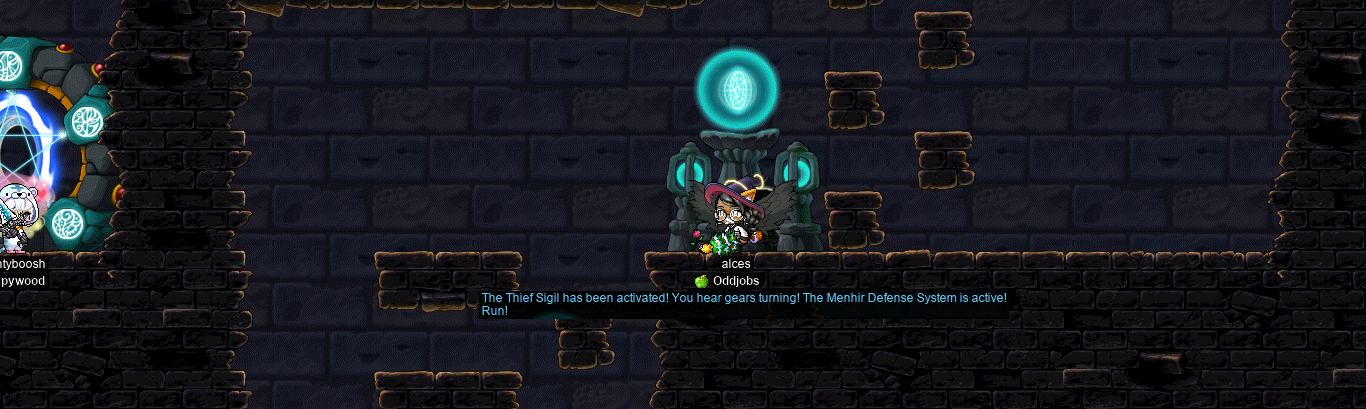 ntyboosh
pywood
alces
Oddjobs
The Thief Sigil has been activated! You hear gears turning! The Menhir Defense System is active!
Run!